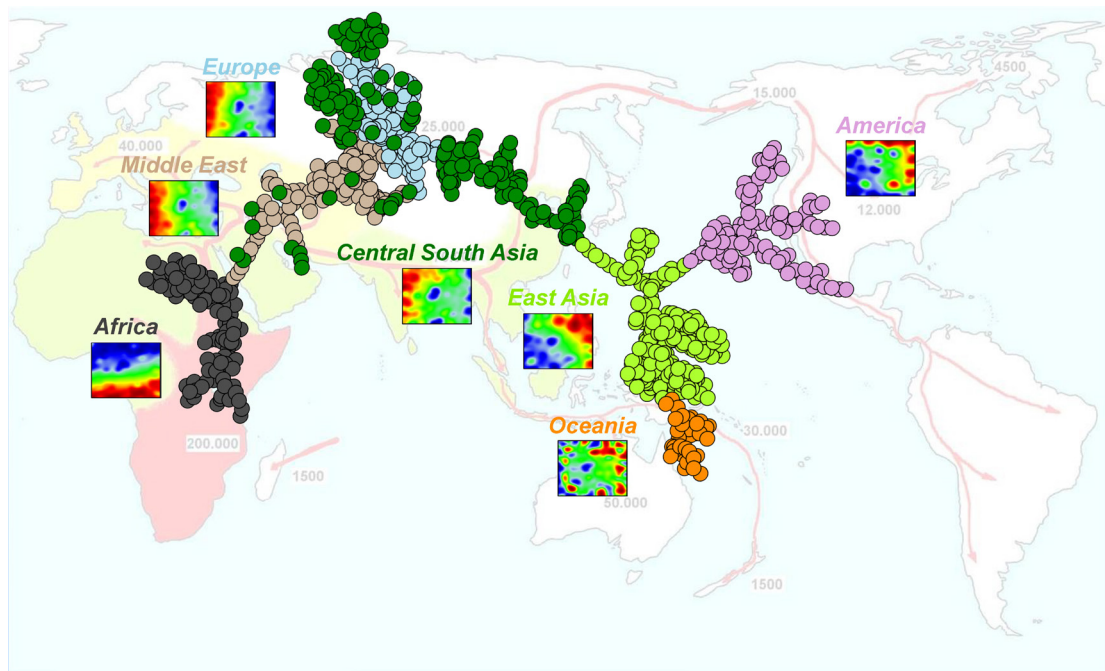 Europe
4500
15.000
America
40.000
25.000
Middle East
12.000
Central South Asia
East Asia
Africa
Oceania
30.000
200.000
1500
50.000
1500